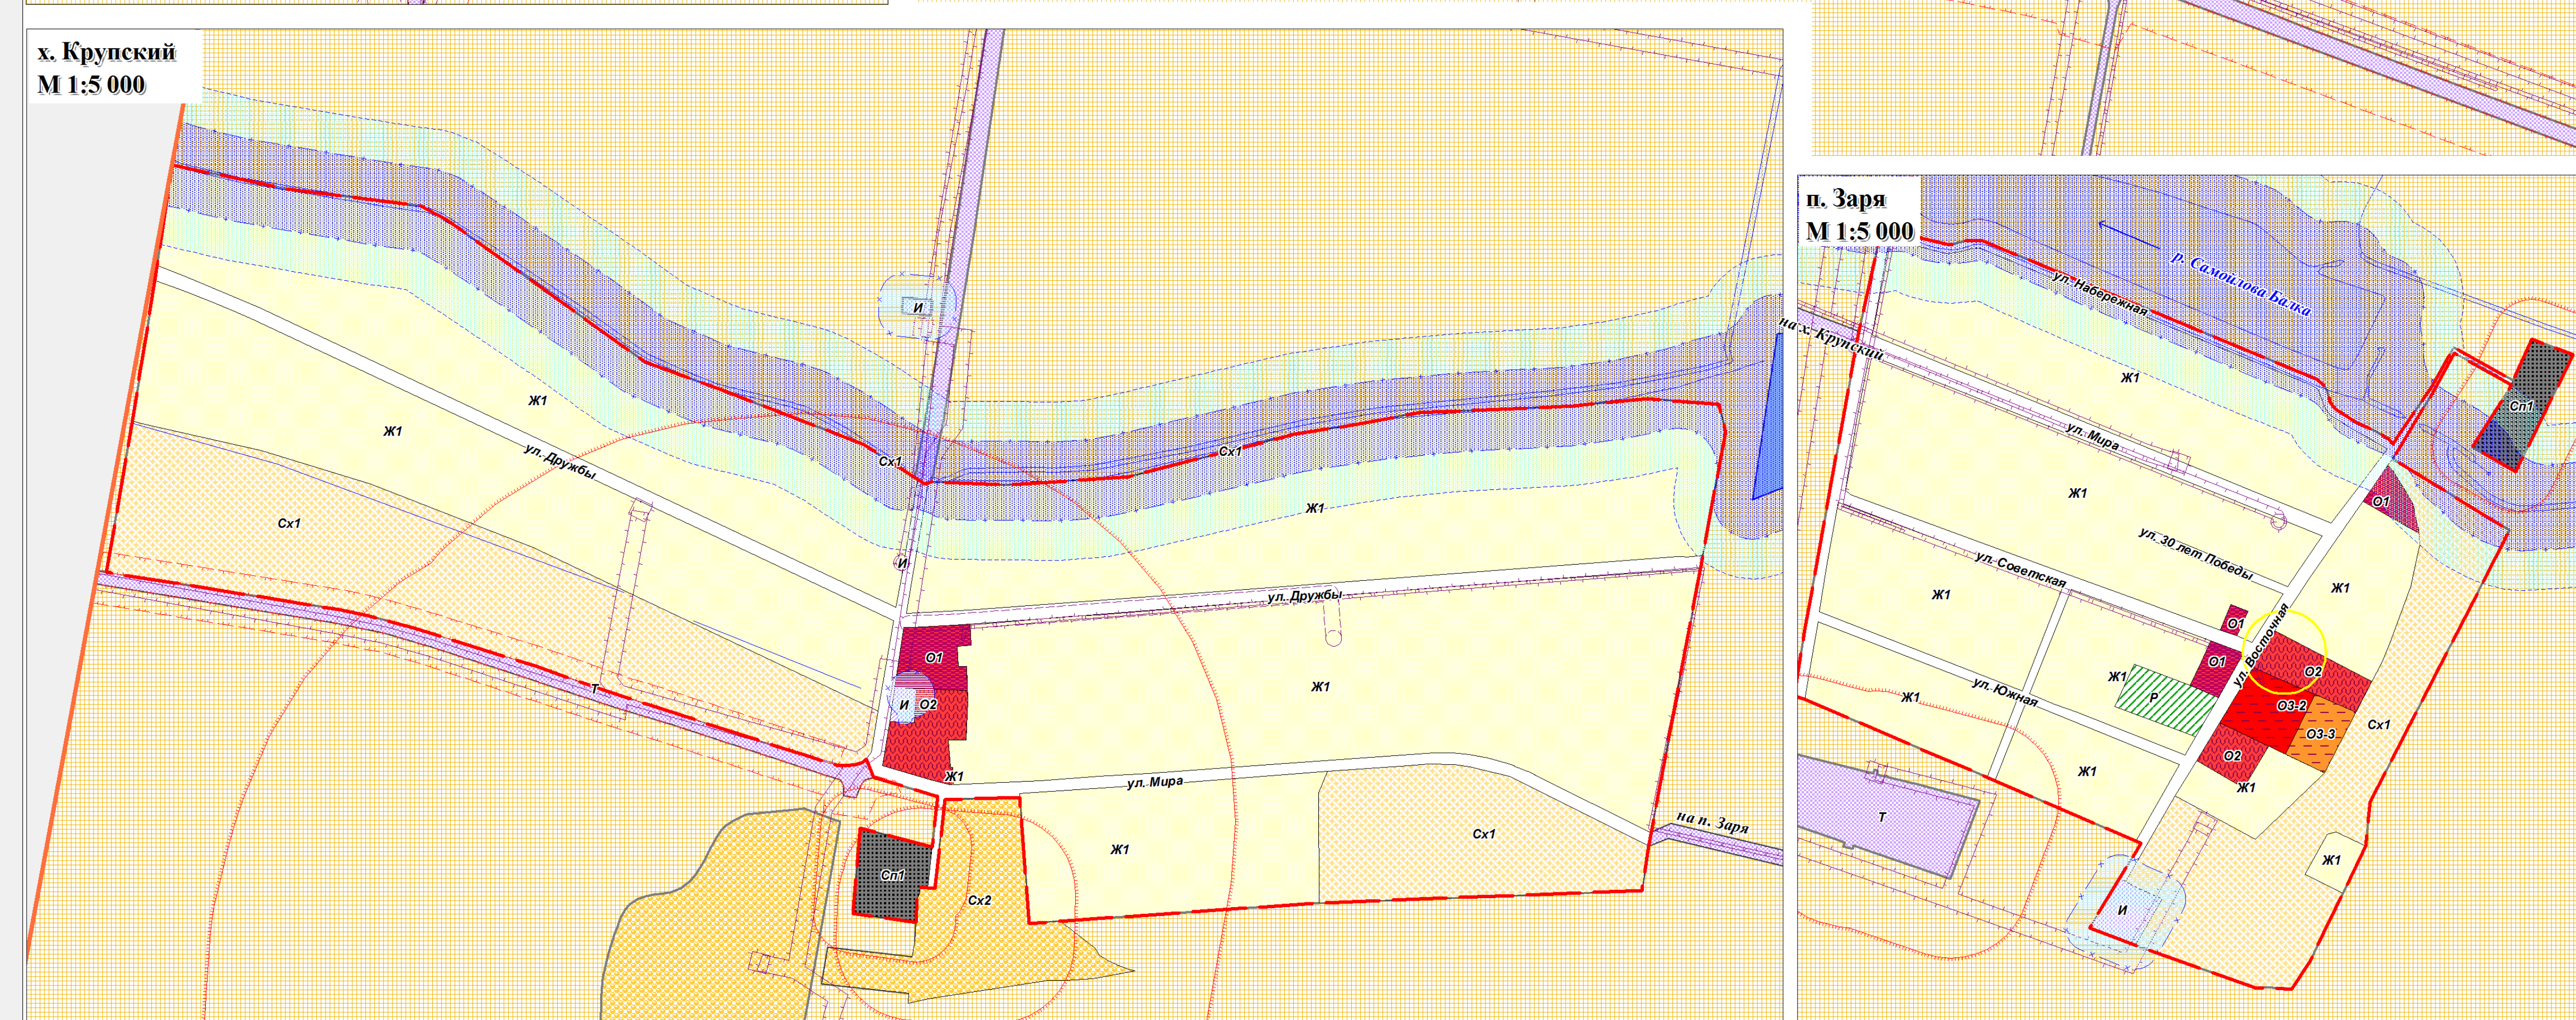 х. Крупский
М 1:5 000
И
Ж1
Ж1
ул. Дружбы
Сх1
Сх1
Ж1
Сх1
И
ул. Дружбы
О1
Ж1
Т
И
О2
Ж1
ул. Мира
на п. Заря
Сх1
Ж1
Сп1
Сх2
п. Заря
М 1:5 000
р. Самойлова Балка
ул. Набережная
на х. Крупский
Ж1
Сп1
ул. Мира
Ж1
О1
ул. 30 лет Победы
ул. Советская
Ж1
Ж1
О1
ул. Восточная
О1
О2
Ж1
Р
ул. Южная
Ж1
О3-2
Сх1
О3-3
О2
Ж1
Ж1
Т
Ж1
И